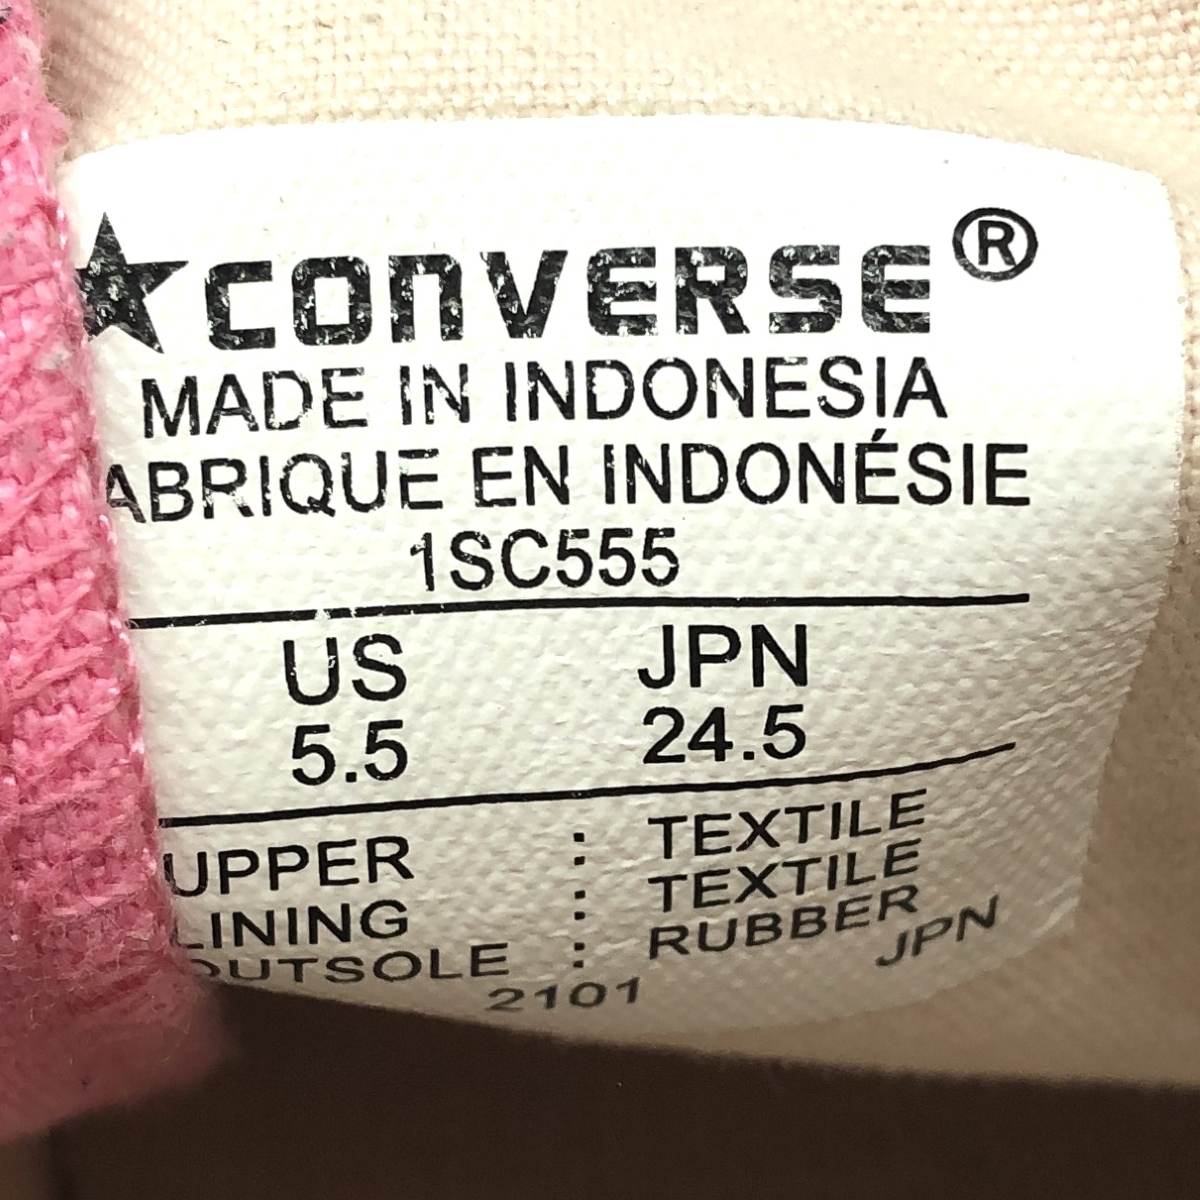 ★CONVERSE®
MADE IN INDONESIA
ABRIQUE EN INDONÉSIE
1SC555
US JPN
5.5 24.5
UPPER : TEXTILE
LINING : TEXTILE
OUTSOLE : RUBBER
2101 JPN